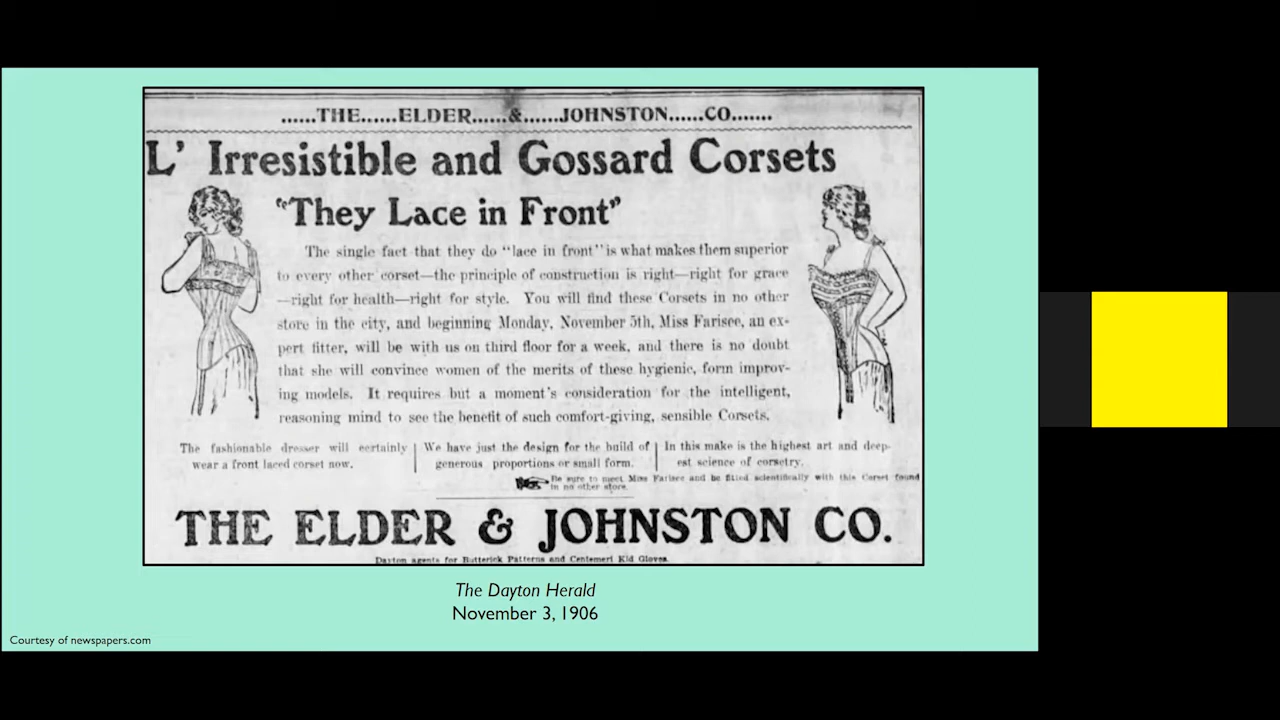 ......THE......ELDER......&......JOHNSTON......CO.......
L' Irresistible and Gossard Corsets
"They Lace in Front"
The single fact that they do "lace in front" is what makes them superior
to every other corset—the principle of construction is right—right for grace
—right for health—right for style. You will find these Corsets in no other
store in the city, and beginning Monday, November 5th, Miss Farisee, an ex-
pert fitter, will be with us on third floor for a week, and there is no doubt
that she will convince women of the merits of these hygienic, form improv-
ing models. It requires but a moment's consideration for the intelligent,
reasoning mind to see the benefit of such comfort-giving, sensible Corsets.
The fashionable dresser will certainly
wear a front laced corset now.
We have just the design for the build of
generous proportions or small form.
In this make is the highest art and deep-
est science of corsetry.
Be sure to meet Miss Farisee and be fitted scientifically with this Corset found
in no other store.
THE ELDER & JOHNSTON CO.
Dayton agents for Butterick Patterns and Centemeri Kid Gloves.
The Dayton Herald
November 3, 1906
Courtesy of newspapers.com